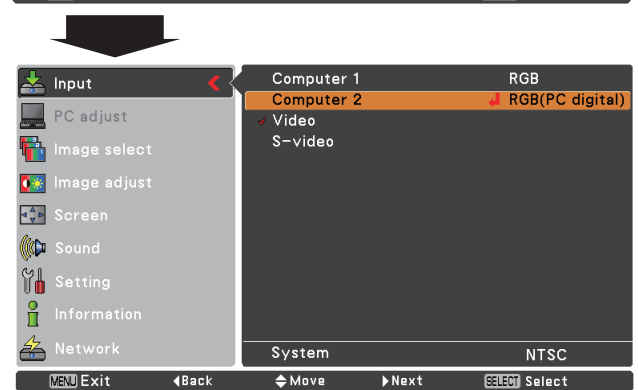 Input
Computer 1 RGB
Computer 2 RGB(PC digital)
Video
S-video
PC adjust
Image select
Image adjust
Screen
Sound
Setting
Information
Network
System NTSC
MENU Exit Back Move Next SELECT Select